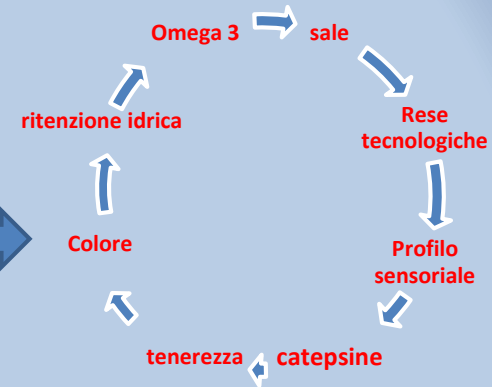 Omega 3
sale
Rese
tecnologiche
Profilo
sensoriale
catepsine
tenerezza
Colore
ritenzione idrica